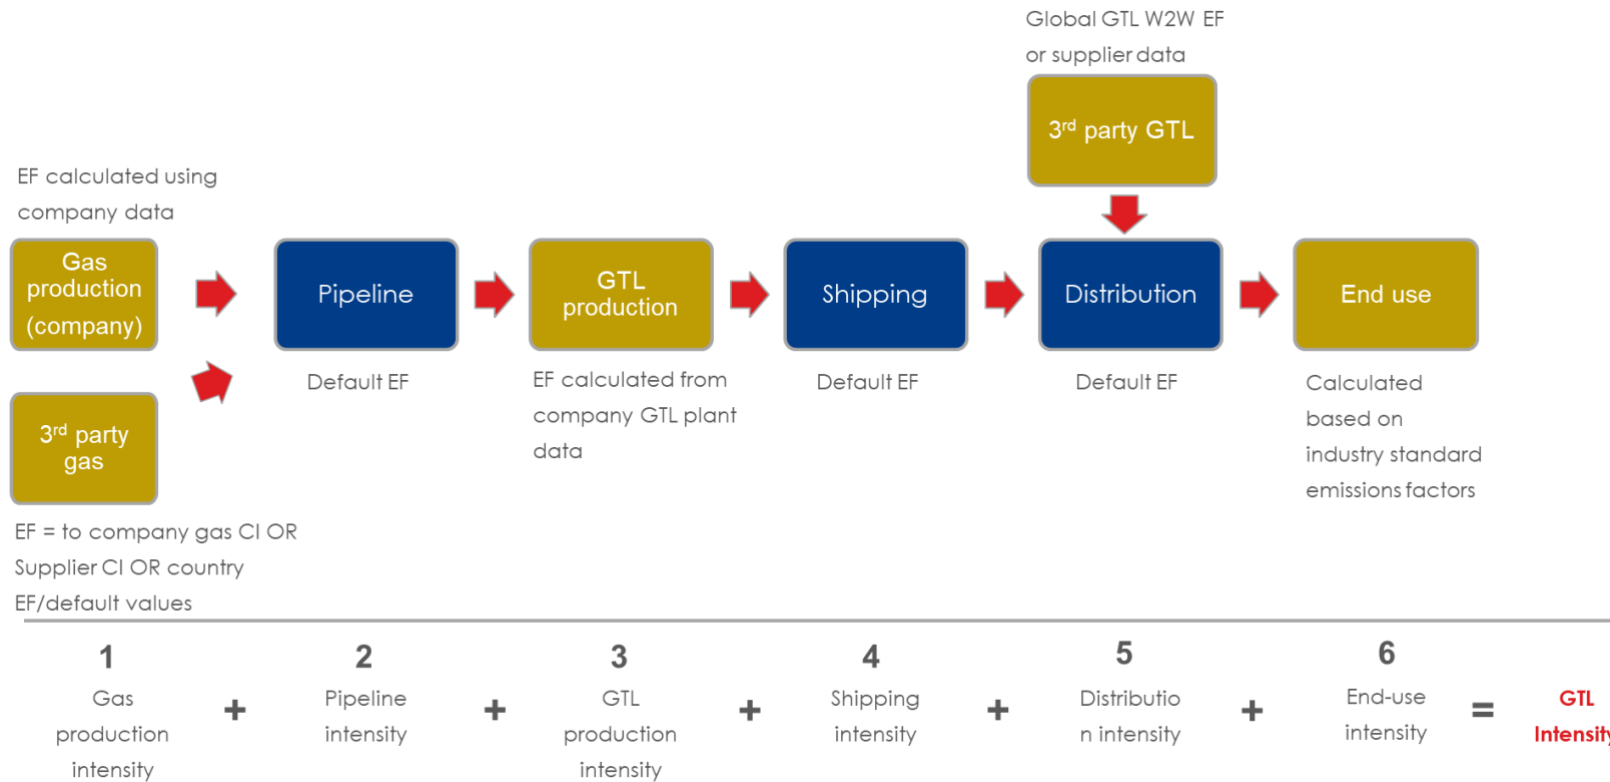 Global GTL W2W EF
or supplier data
3rd party GTL
EF calculated using
company data
Gas
production
(company)
Pipeline
GTL
production
Shipping
Distribution
End use
Default EF
EF calculated from
company GTL plant
data
Default EF
Default EF
Calculated
based on
industry standard
emissions factors
3rd party
gas
EF = to company gas CI OR
Supplier CI OR country
EF/default values
1
Gas
production
intensity
+
2
Pipeline
intensity
+
3
GTL
production
intensity
+
4
Shipping
intensity
+
5
Distributio
n intensity
+
6
End-use
intensity
=
GTL
Intensity